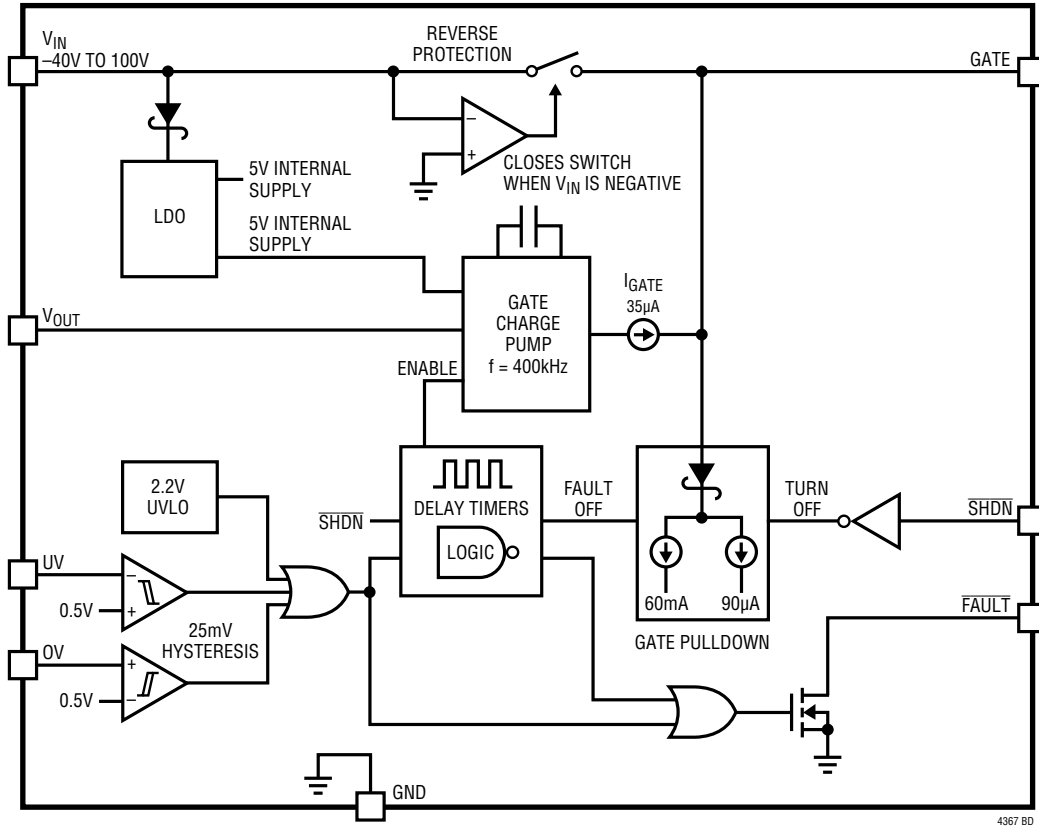 VIN
–40V TO 100V
REVERSE
PROTECTION
GATE
–
+
CLOSES SWITCH
WHEN VIN IS NEGATIVE
LDO
5V INTERNAL
SUPPLY
5V INTERNAL
SUPPLY
VOUT
GATE
CHARGE
PUMP
f = 400kHz
IGATE
35µA
ENABLE
2.2V
UVLO
SHDN
DELAY TIMERS
LOGIC
FAULT
OFF
TURN
OFF
SHDN
60mA
90µA
GATE PULLDOWN
FAULT
UV
–
0.5V
+
25mV
HYSTERESIS
OV
+
0.5V
–
GND
4367 BD